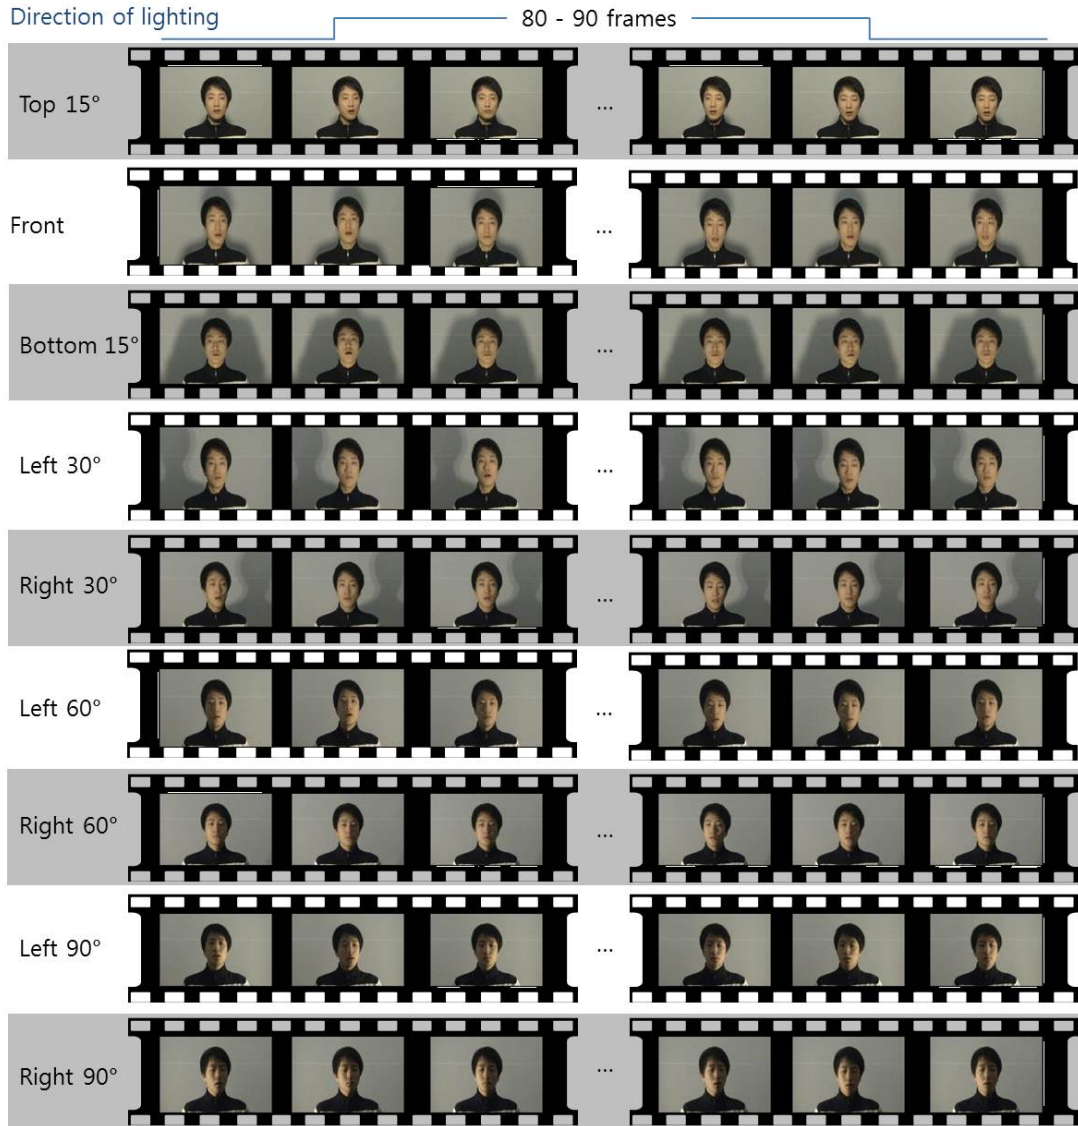 Direction of lighting
80 - 90 frames
Top 15°
...
Front
...
Bottom 15°
...
Left 30°
...
Right 30°
...
Left 60°
...
Right 60°
...
Left 90°
...
Right 90°
...